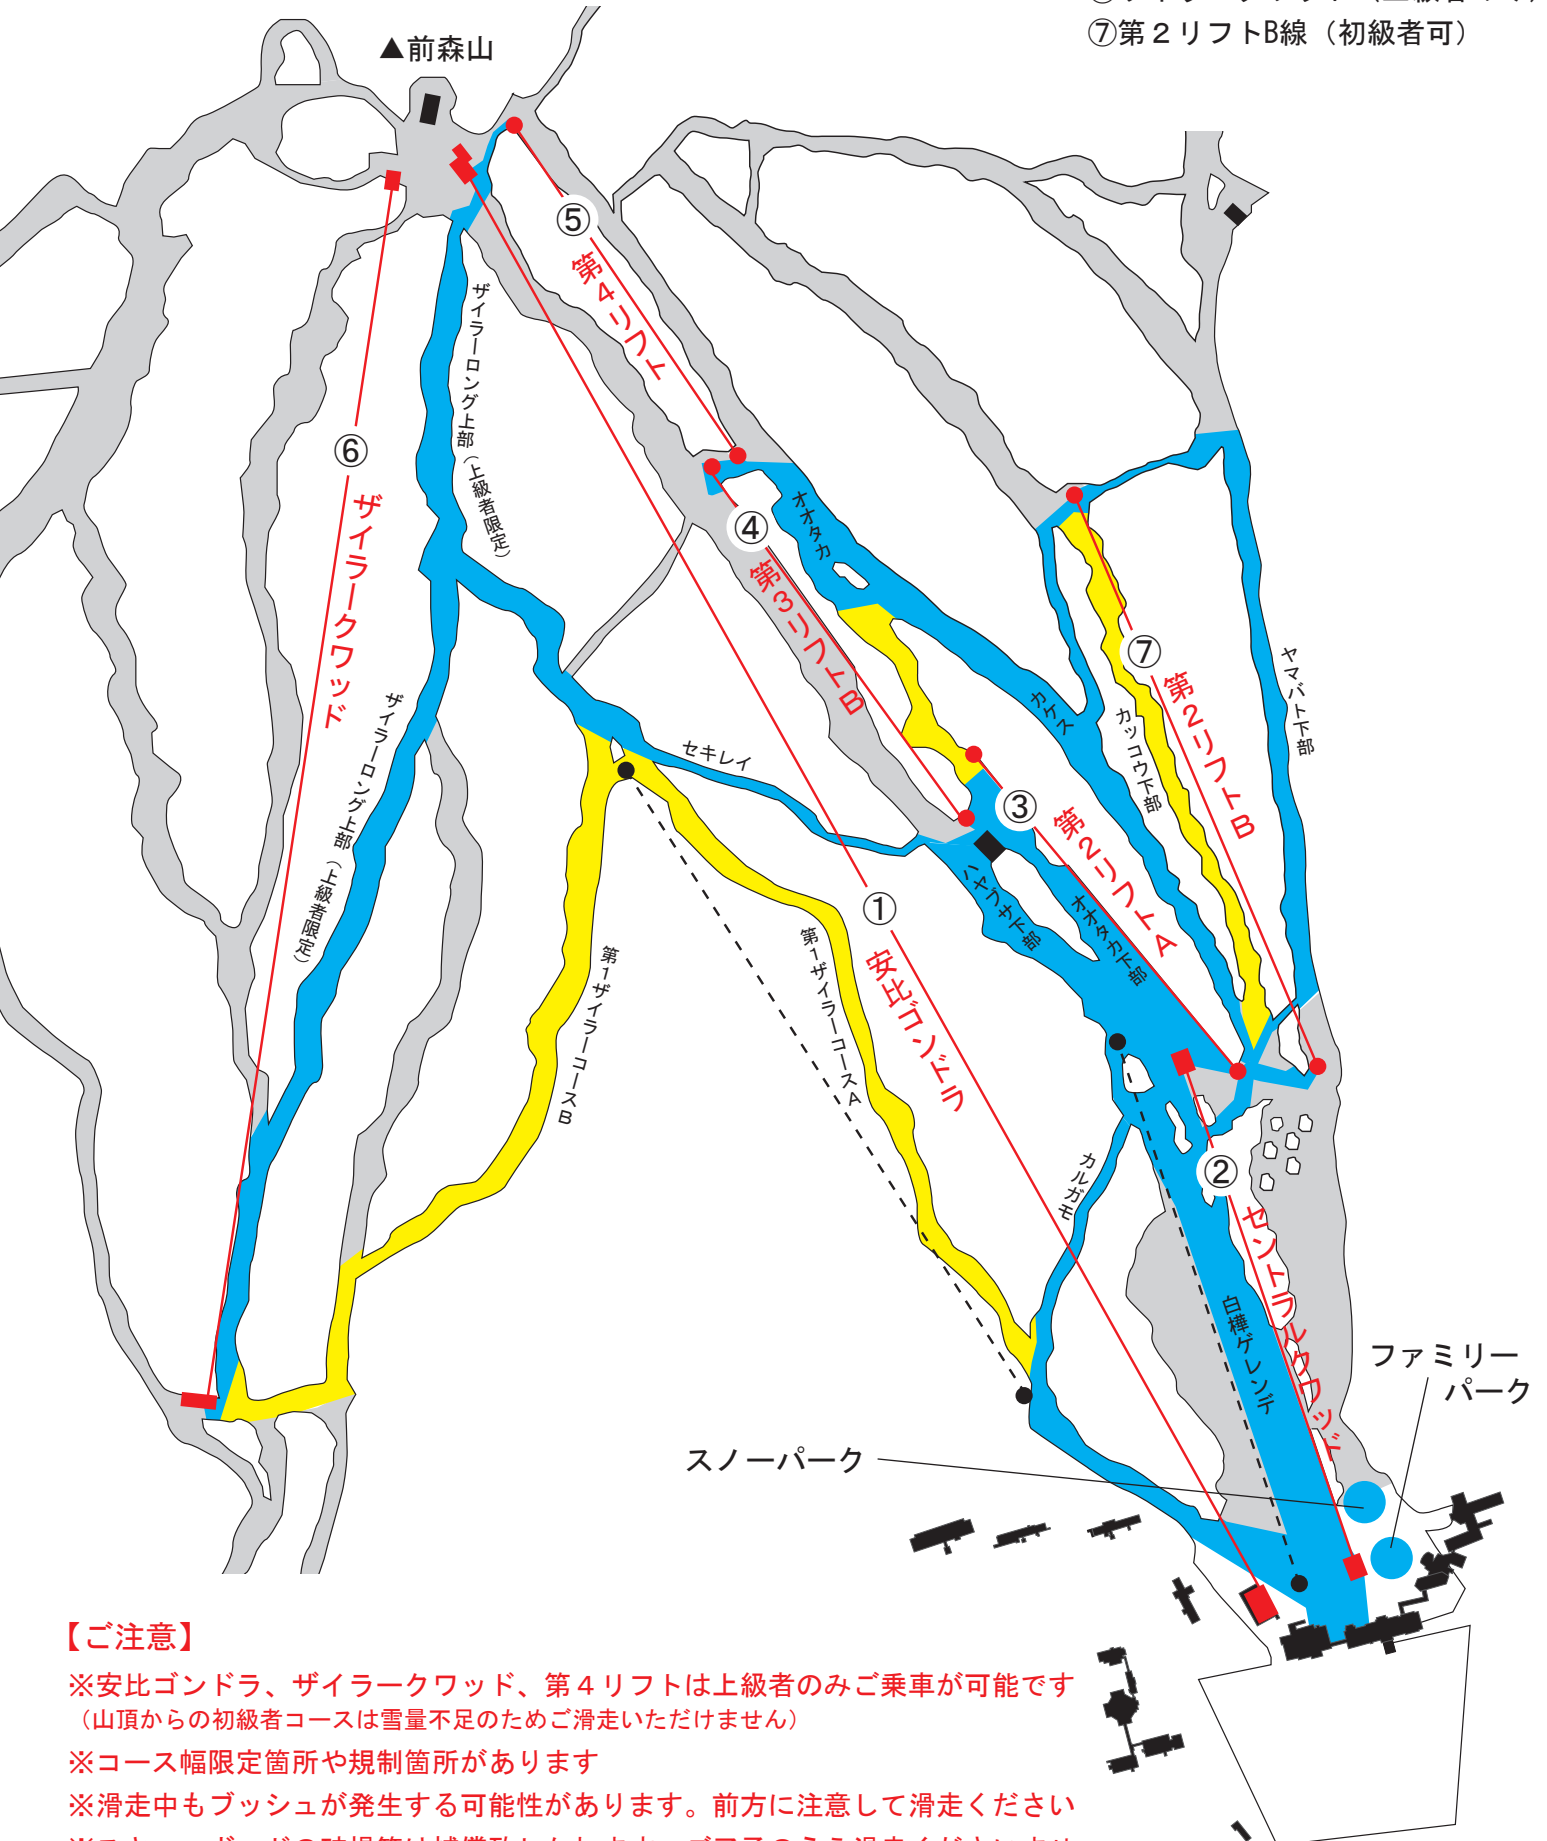 ⑦第２リフトB線（初級者可）
▲前森山
⑤
第4リフト
⑥
ザイラークワッド
ザイラーロング上部（上級者限定）
④
第3リフトB
オオタカ
⑦
第2リフトB
ヤマバト下部
カケス
カッコウ下部
ザイラーロング上部（上級者限定）
セキレイ
③
第2リフトA
ハヤブサ下部
オオタカ下部
①
安比ゴンドラ
第1ザイラーコースB
第1ザイラーコースA
カルガモ
②
セントラルクワッド
白樺ゲレンデ
ファミリー
パーク
スノーパーク
【ご注意】
※安比ゴンドラ、ザイラークワッド、第４リフトは上級者のみご乗車が可能です
（山頂からの初級者コースは雪量不足のためご滑走いただけません）
※コース幅限定箇所や規制箇所があります
※滑走中もブッシュが発生する可能性があります。前方に注意して滑走ください